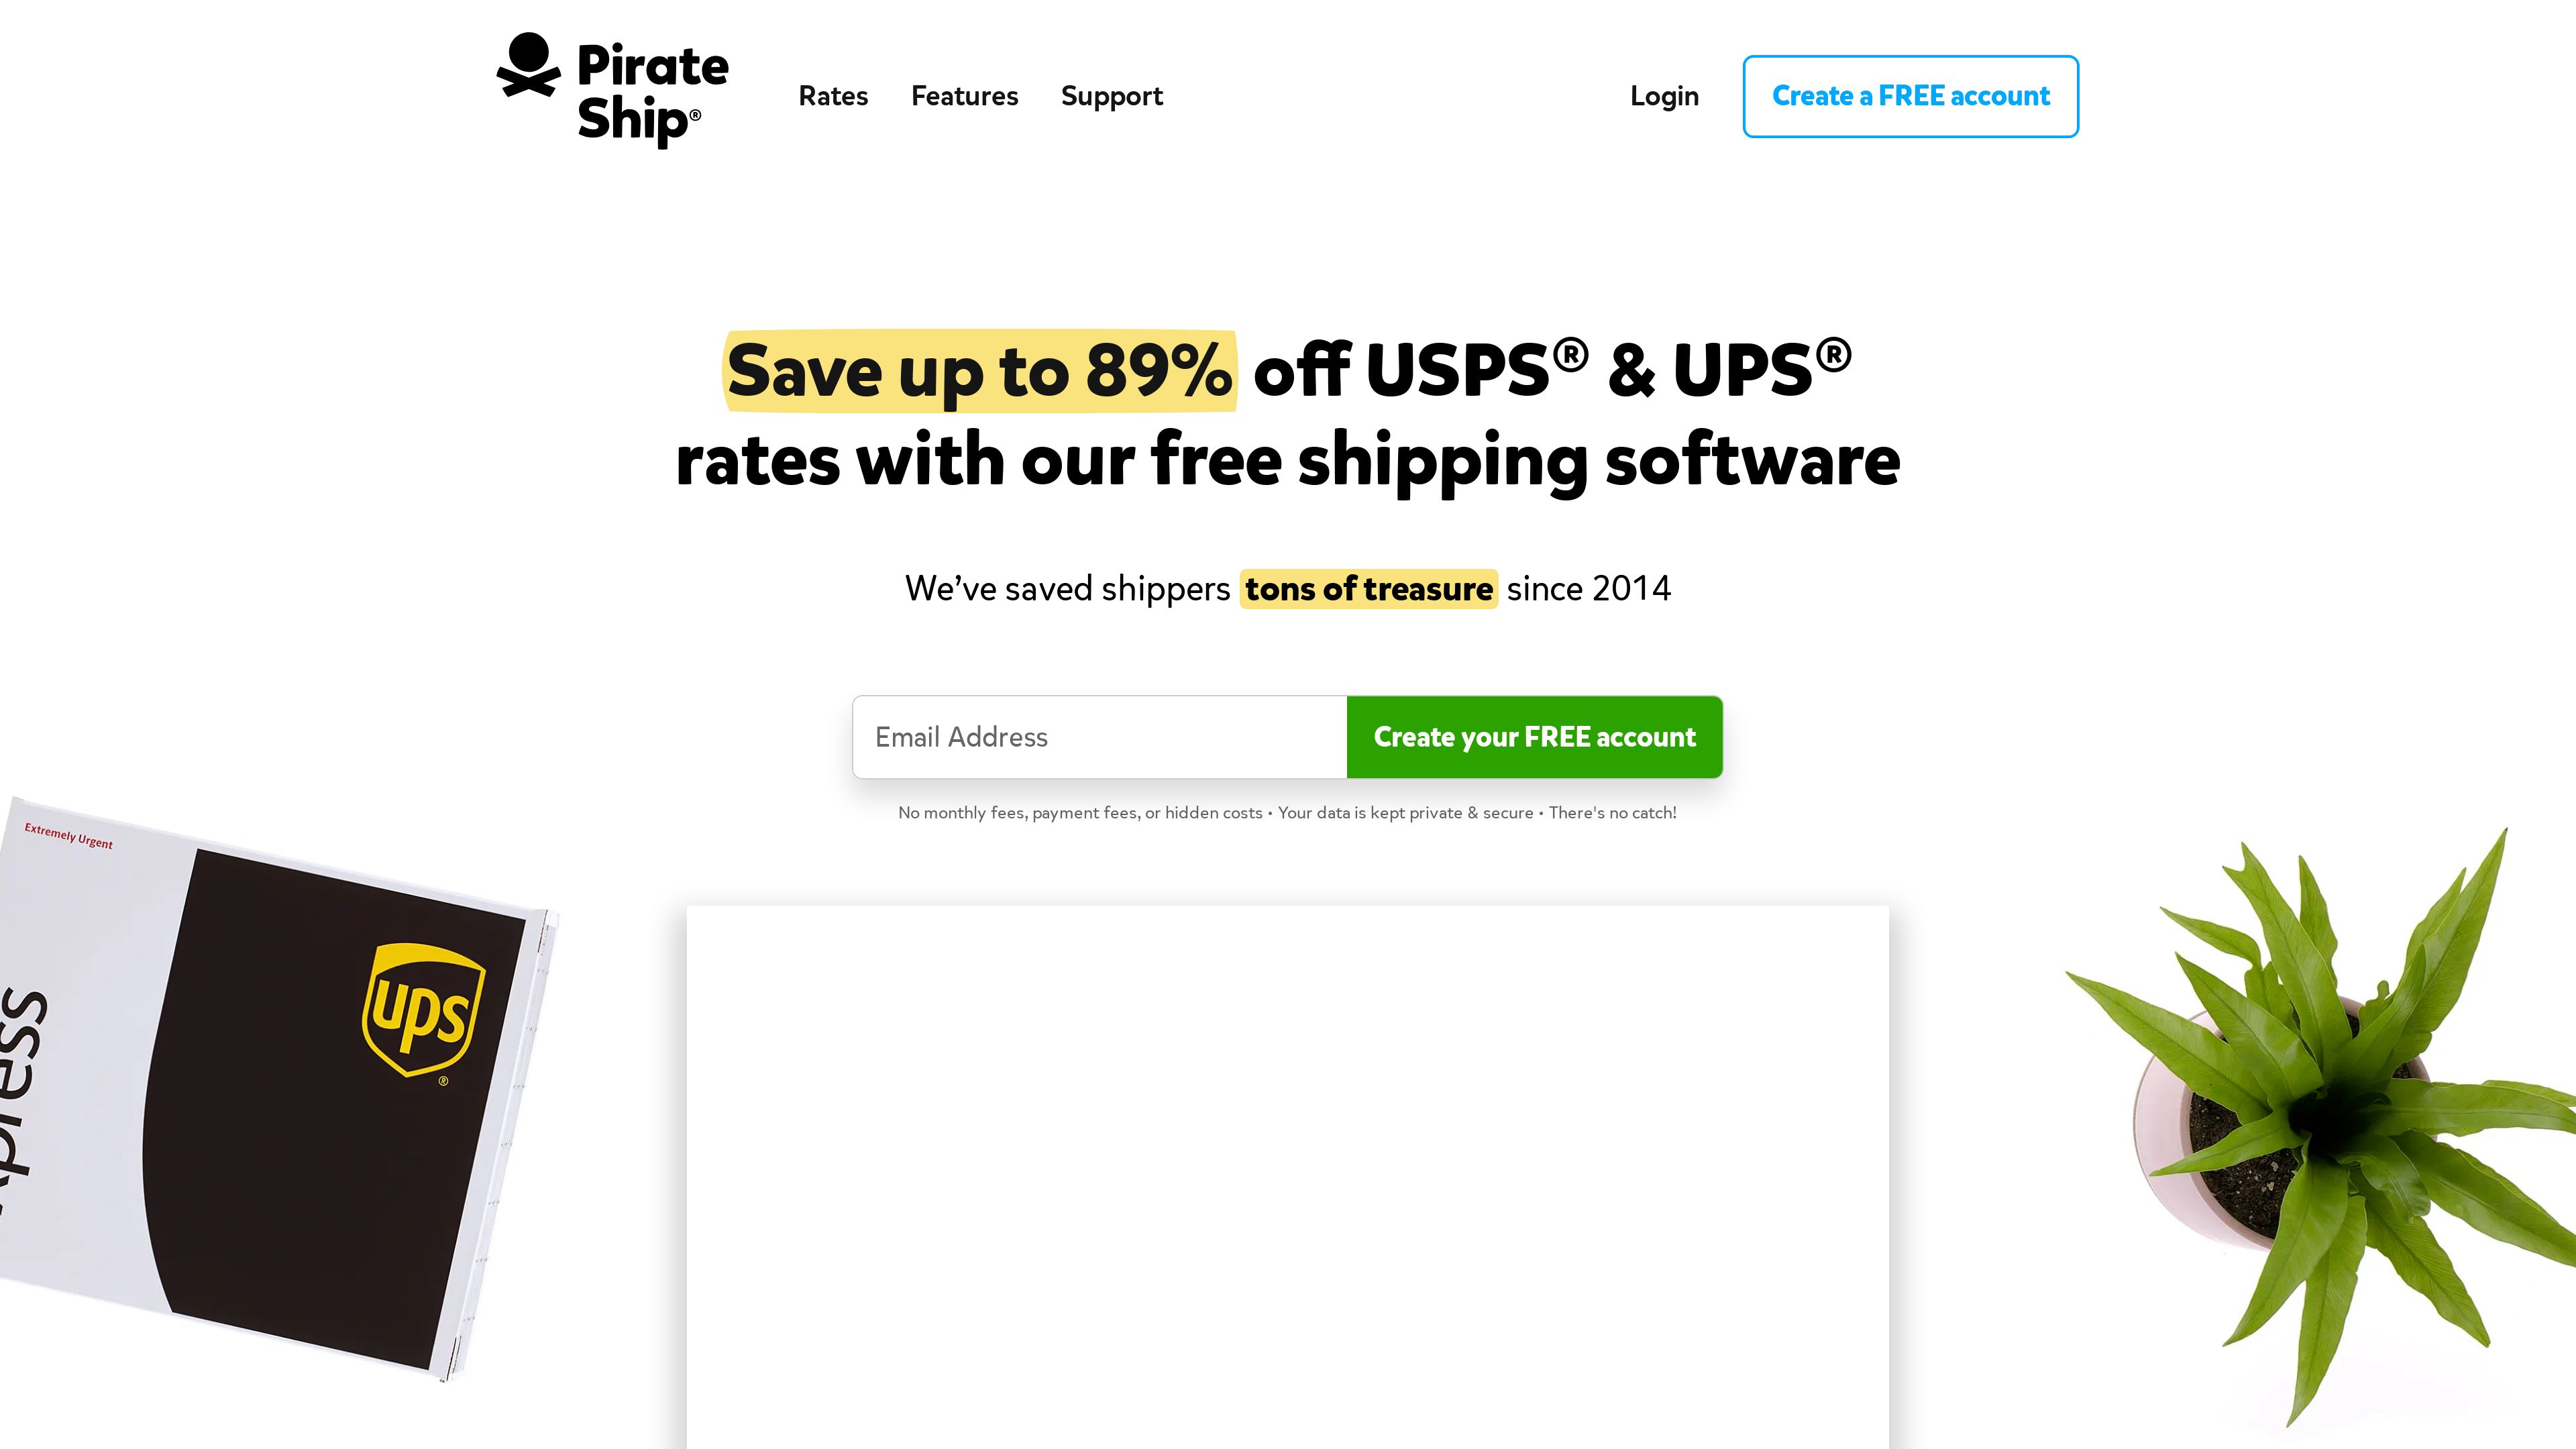 Pirate
Ship®
Rates
Features
Support
Login
Create a FREE account
Save up to 89% off USPS® & UPS®
rates with our free shipping software
We’ve saved shippers tons of treasure since 2014
Email Address
Create your FREE account
No monthly fees, payment fees, or hidden costs • Your data is kept private & secure • There's no catch!
Extremely Urgent
ups
®